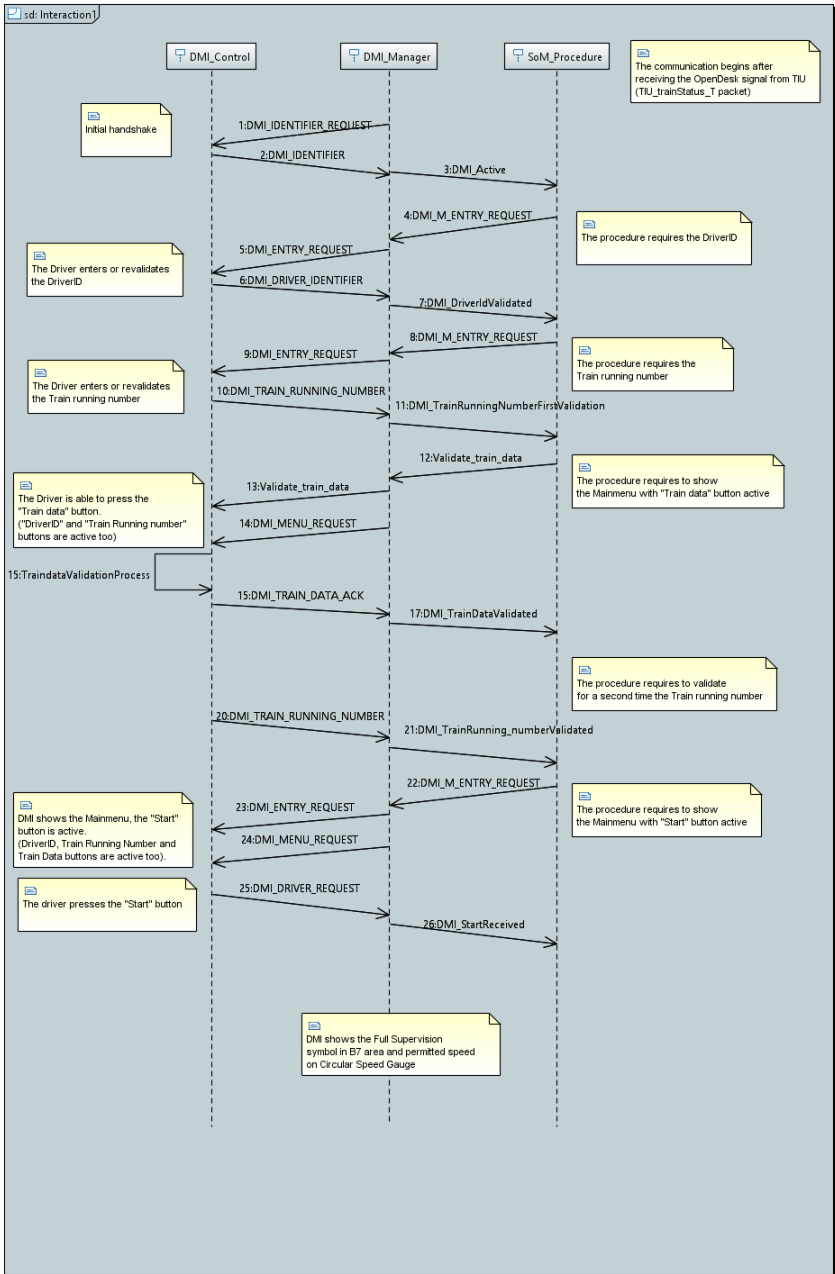 sd: Interaction1
DMI_Control
DMI_Manager
SoM_Procedure
The communication begins after
receiving the OpenDesk signal from TIU
(TIU_trainStatus_T packet)
Initial handshake
1:DMI_IDENTIFIER_REQUEST
2:DMI_IDENTIFIER
3:DMI_Active
4:DMI_M_ENTRY_REQUEST
The procedure requires the DriverID
5:DMI_ENTRY_REQUEST
The Driver enters or revalidates
the DriverID
6:DMI_DRIVER_IDENTIFIER
7:DMI_DriverIdValidated
8:DMI_M_ENTRY_REQUEST
The procedure requires the
Train running number
9:DMI_ENTRY_REQUEST
The Driver enters or revalidates
the Train running number
10:DMI_TRAIN_RUNNING_NUMBER
11:DMI_TrainRunningNumberFirstValidation
12:Validate_train_data
The procedure requires to show
the Mainmenu with "Train data" button active
13:Validate_train_data
The Driver is able to press the
"Train data" button.
("DriverID" and "Train Running number"
buttons are active too)
14:DMI_MENU_REQUEST
15:TraindataValidationProcess
15:DMI_TRAIN_DATA_ACK
17:DMI_TrainDataValidated
The procedure requires to validate
for a second time the Train running number
20:DMI_TRAIN_RUNNING_NUMBER
21:DMI_TrainRunning_numberValidated
22:DMI_M_ENTRY_REQUEST
The procedure requires to show
the Mainmenu with "Start" button active
23:DMI_ENTRY_REQUEST
DMI shows the Mainmenu, the "Start"
button is active.
(DriverID, Train Running Number and
Train Data buttons are active too).
24:DMI_MENU_REQUEST
25:DMI_DRIVER_REQUEST
The driver presses the "Start" button
26:DMI_StartReceived
DMI shows the Full Supervision
symbol in B7 area and permitted speed
on Circular Speed Gauge